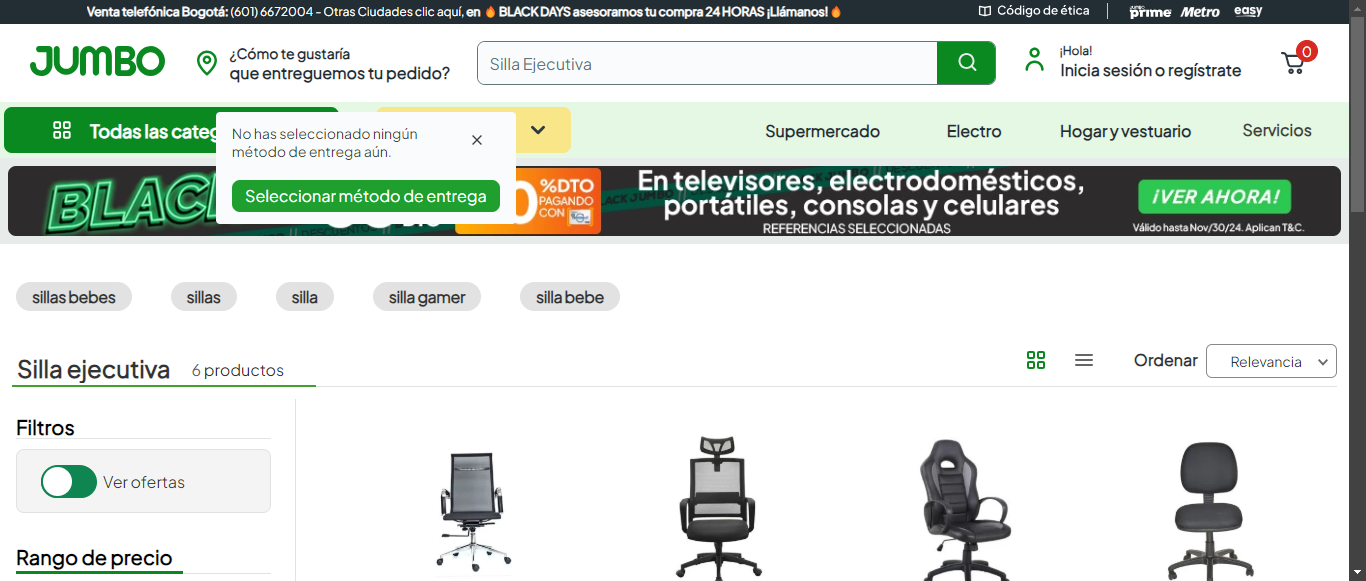 Venta telefónica Bogotá: (601) 6672004 - Otras Ciudades clic aquí, en 🔥 BLACK DAYS asesoramos tu compra 24 HORAS ¡Llámanos! 🔥
Código de ética
JUMBO prime
Metro
easy
JUMBO
¿Cómo te gustaría
que entreguemos tu pedido?
Silla Ejecutiva
¡Hola!
Inicia sesión o regístrate
0
Todas las categ
No has seleccionado ningún
método de entrega aún.
Seleccionar método de entrega
Supermercado
Electro
Hogar y vestuario
Servicios
BLACK
0 %DTO
PAGANDO
CON
En televisores, electrodomésticos,
portátiles, consolas y celulares
REFERENCIAS SELECCIONADAS
¡VER AHORA!
Válido hasta Nov/30/24. Aplican T&C.
sillas bebes
sillas
silla
silla gamer
silla bebe
Silla ejecutiva
6 productos
Ordenar
Relevancia
Filtros
Ver ofertas
Rango de precio